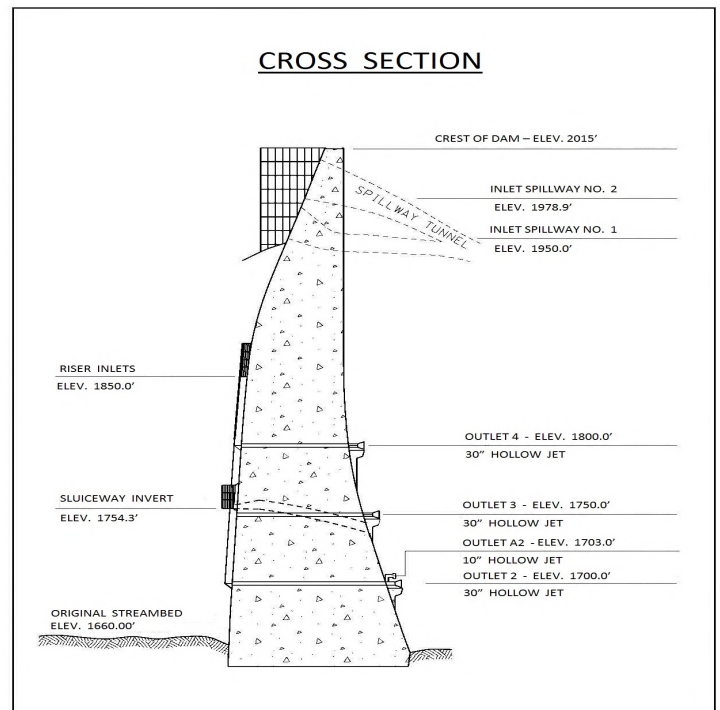 CROSS SECTION
CREST OF DAM – ELEV. 2015'
SPILLWAY TUNNEL
INLET SPILLWAY NO. 2
ELEV. 1978.9'
INLET SPILLWAY NO. 1
ELEV. 1950.0'
RISER INLETS
ELEV. 1850.0'
OUTLET 4 - ELEV. 1800.0'
30" HOLLOW JET
SLUICEWAY INVERT
ELEV. 1754.3'
OUTLET 3 - ELEV. 1750.0'
30" HOLLOW JET
OUTLET A2 - ELEV. 1703.0'
10" HOLLOW JET
OUTLET 2 - ELEV. 1700.0'
30" HOLLOW JET
ORIGINAL STREAMBED
ELEV. 1660.00'